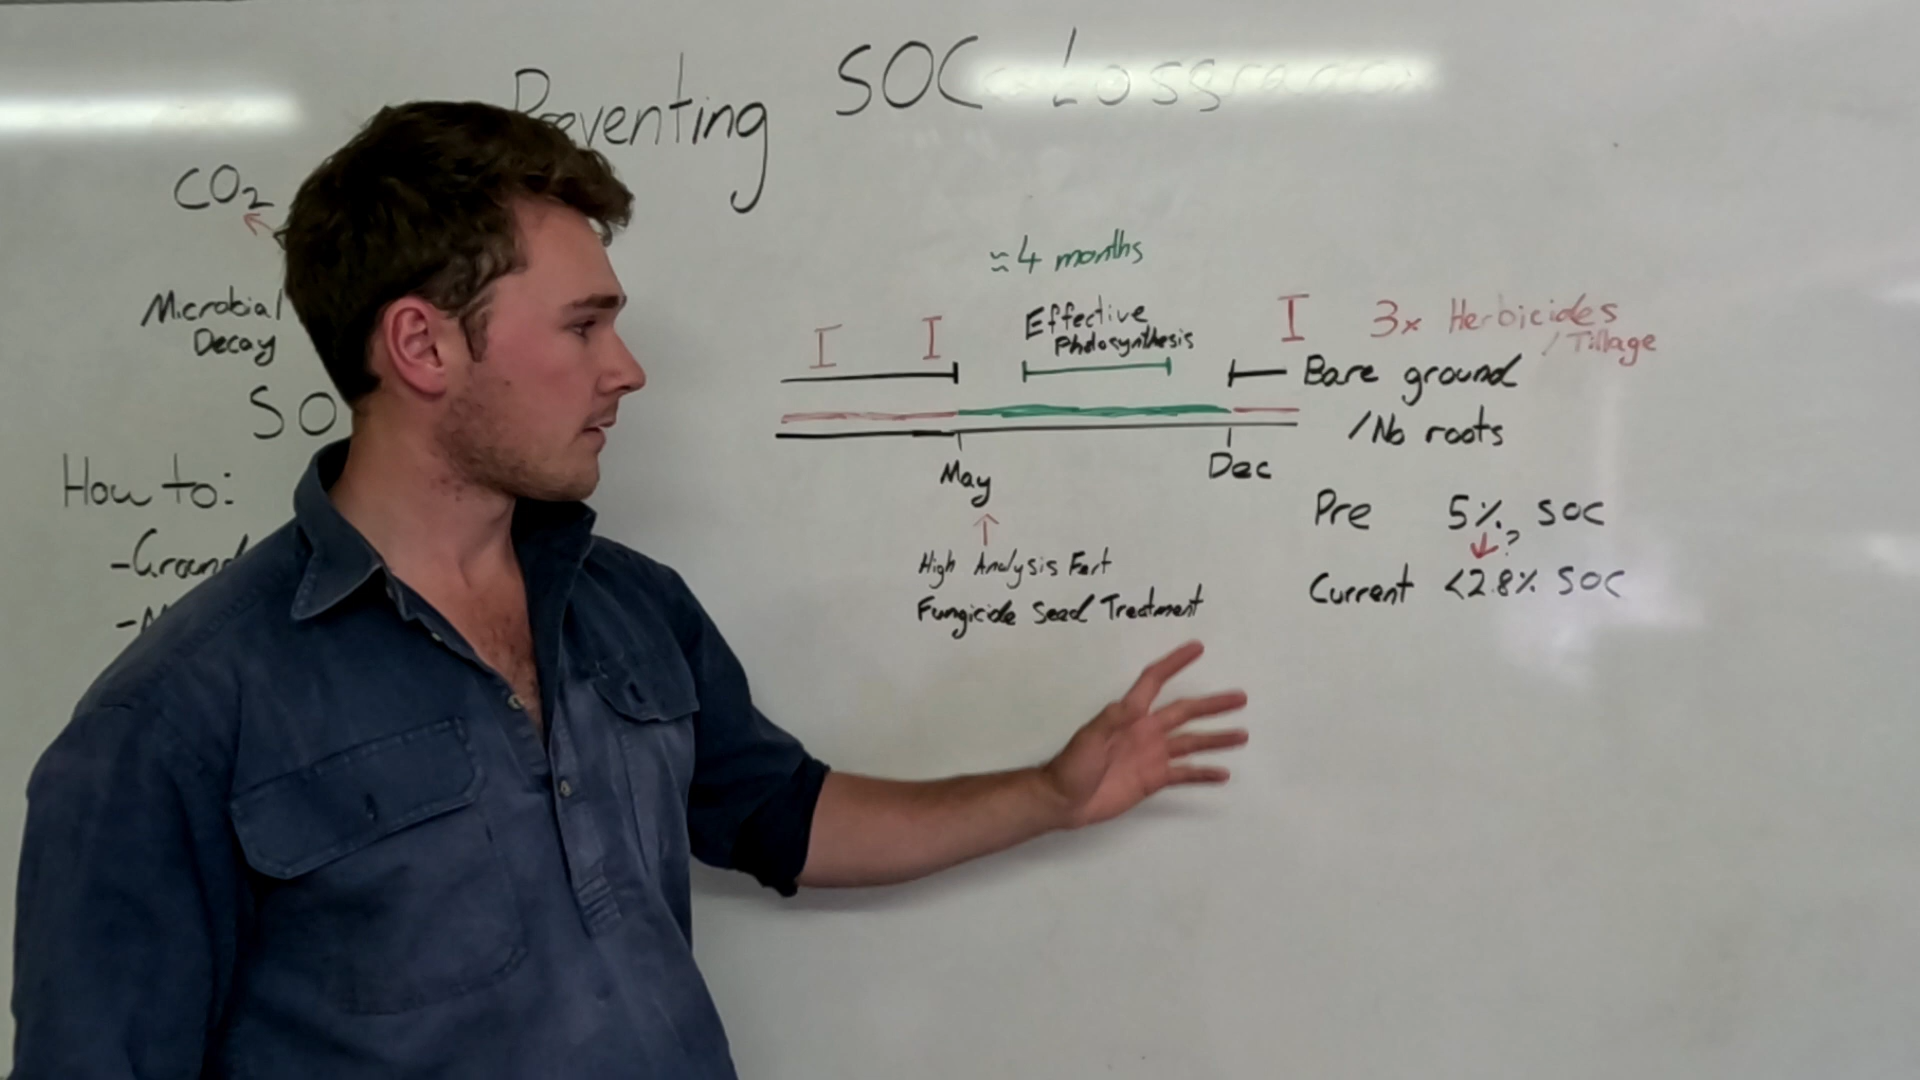 Preventing SOC Loss
CO2
Microbial
Decay
SO
How to:
-Ground
≈4 months
Effective
Photosynthesis
I I I 3x Herbicides
/Tillage
Bare ground
/No roots
May Dec
High Analysis Fert
Fungicide Seed Treatment
Pre 5% SOC
?
Current <2.8% SOC